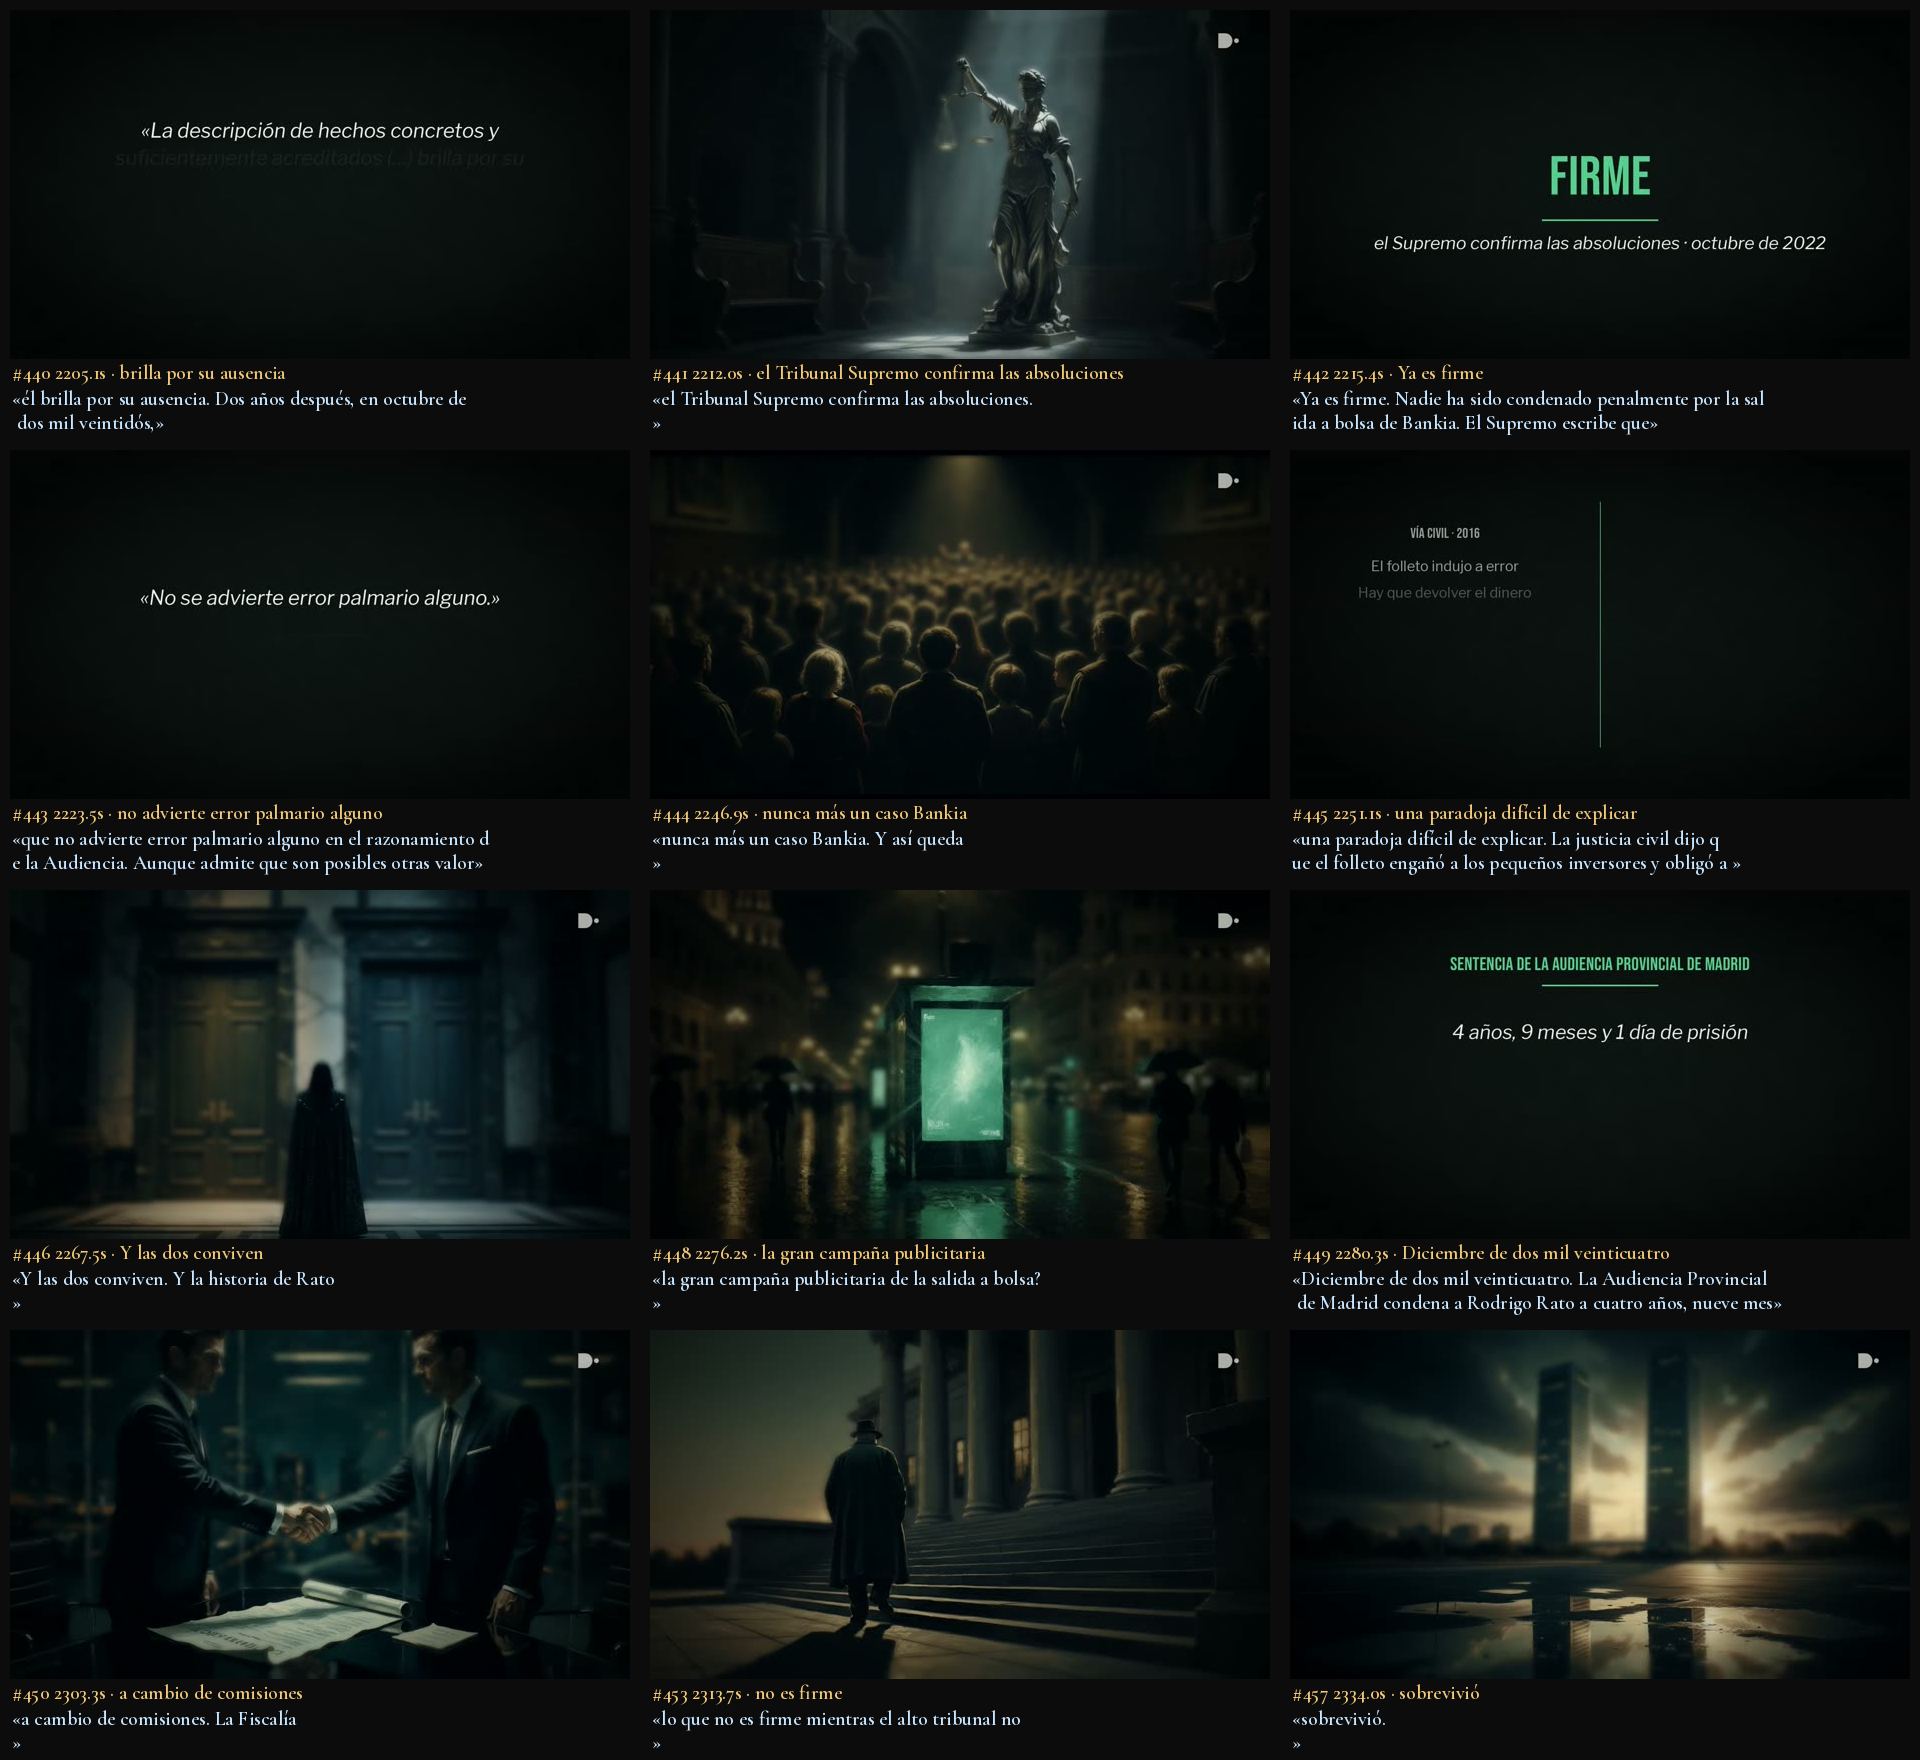 «La descripción de hechos concretos y
suficientemente acreditados (...) brilla por su
#440 2205.1s · brilla por su ausencia
«él brilla por su ausencia. Dos años después, en octubre de
dos mil veintidós,»
#441 2212.0s · el Tribunal Supremo confirma las absoluciones
«el Tribunal Supremo confirma las absoluciones.
»
FIRME
el Supremo confirma las absoluciones · octubre de 2022
#442 2215.4s · Ya es firme
«Ya es firme. Nadie ha sido condenado penalmente por la sal
ida a bolsa de Bankia. El Supremo escribe que»
«No se advierte error palmario alguno.»
#443 2223.5s · no advierte error palmario alguno
«que no advierte error palmario alguno en el razonamiento d
e la Audiencia. Aunque admite que son posibles otras valor»
#444 2246.9s · nunca más un caso Bankia
«nunca más un caso Bankia. Y así queda
»
VÍA CIVIL · 2016
El folleto indujo a error
Hay que devolver el dinero
#445 2251.1s · una paradoja difícil de explicar
«una paradoja difícil de explicar. La justicia civil dijo q
ue el folleto engañó a los pequeños inversores y obligó a »
#446 2267.5s · Y las dos conviven
«Y las dos conviven. Y la historia de Rato
»
#448 2276.2s · la gran campaña publicitaria
«la gran campaña publicitaria de la salida a bolsa?
»
SENTENCIA DE LA AUDIENCIA PROVINCIAL DE MADRID
4 años, 9 meses y 1 día de prisión
#449 2280.3s · Diciembre de dos mil veinticuatro
«Diciembre de dos mil veinticuatro. La Audiencia Provincial
de Madrid condena a Rodrigo Rato a cuatro años, nueve mes»
#450 2303.3s · a cambio de comisiones
«a cambio de comisiones. La Fiscalía
»
#453 2313.7s · no es firme
«lo que no es firme mientras el alto tribunal no
»
#457 2334.0s · sobrevivió
«sobrevivió.
»